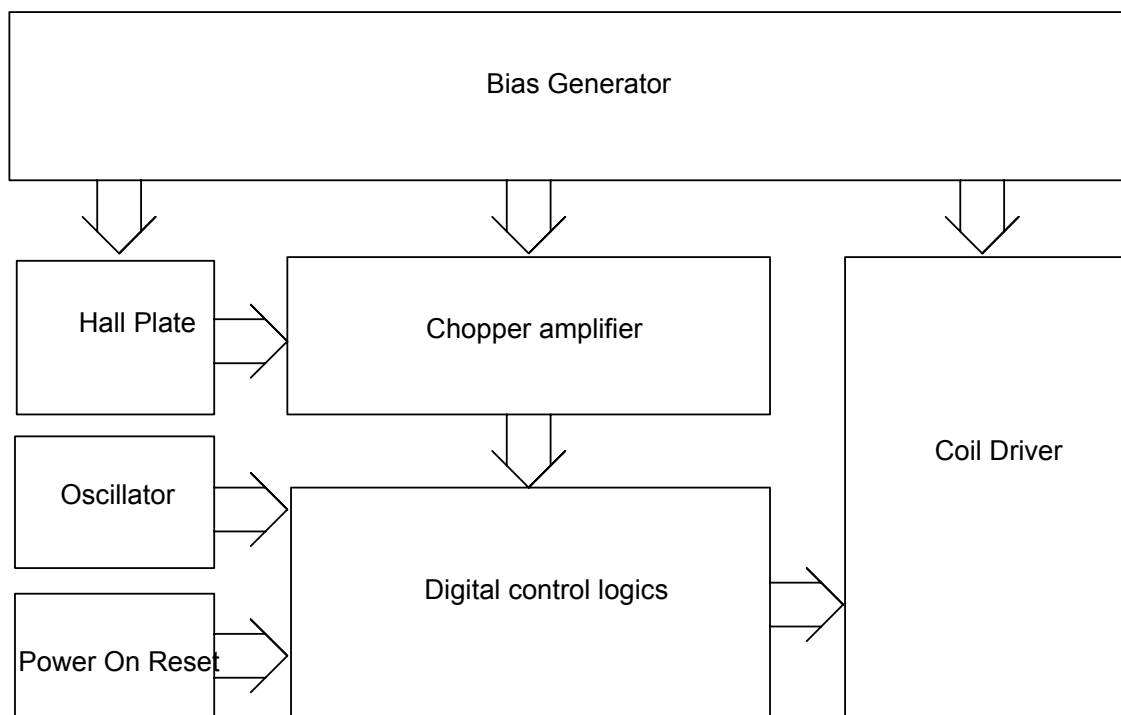 Bias Generator
Hall Plate
Chopper amplifier
Coil Driver
Oscillator
Digital control logics
Power On Reset